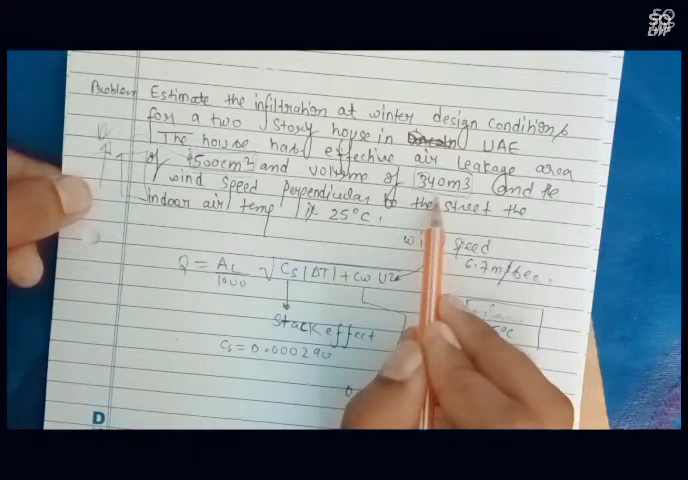 Problem Estimate the infiltration at winter design conditions
for a two story house in UAE
The house has effective air leakage area
of 500cm2 and volume of 340m3 and the
wind speed perpendicular to the street the
indoor air temp is 25°C.
speed
6.7m/sec.
Q = AL/1000 √Cs|ΔT| + Cw U2
Stack effect
Cs = 0.000290
D